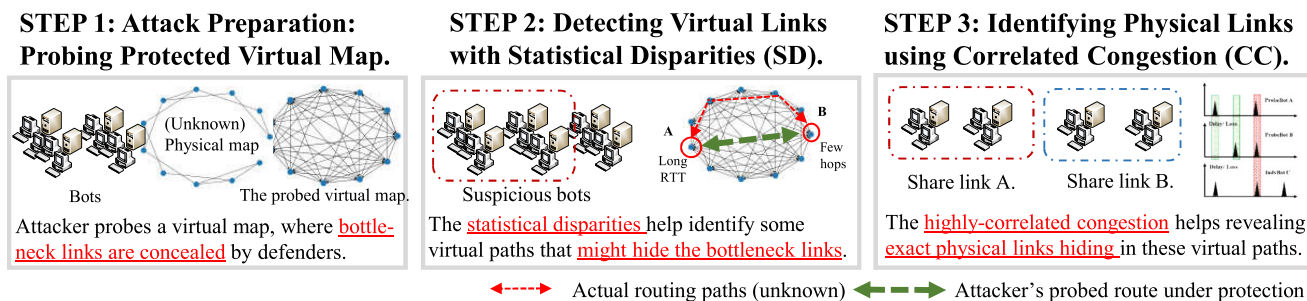 STEP 1: Attack Preparation:
Probing Protected Virtual Map.
(Unknown)
Physical map
Bots
The probed virtual map.
Attacker probes a virtual map, where bottle-
neck links are concealed by defenders.
STEP 2: Detecting Virtual Links
with Statistical Disparities (SD).
A
B
Long
RTT
Few
hops
Suspicious bots
The statistical disparities help identify some
virtual paths that might hide the bottleneck links.
STEP 3: Identifying Physical Links
using Correlated Congestion (CC).
ProbeBot A
Delay/ Loss
ProbeBot B
Delay/ Loss
Share link A.
Share link B.
The highly-correlated congestion helps revealing
exact physical links hiding in these virtual paths.
Actual routing paths (unknown)
Attacker's probed route under protection